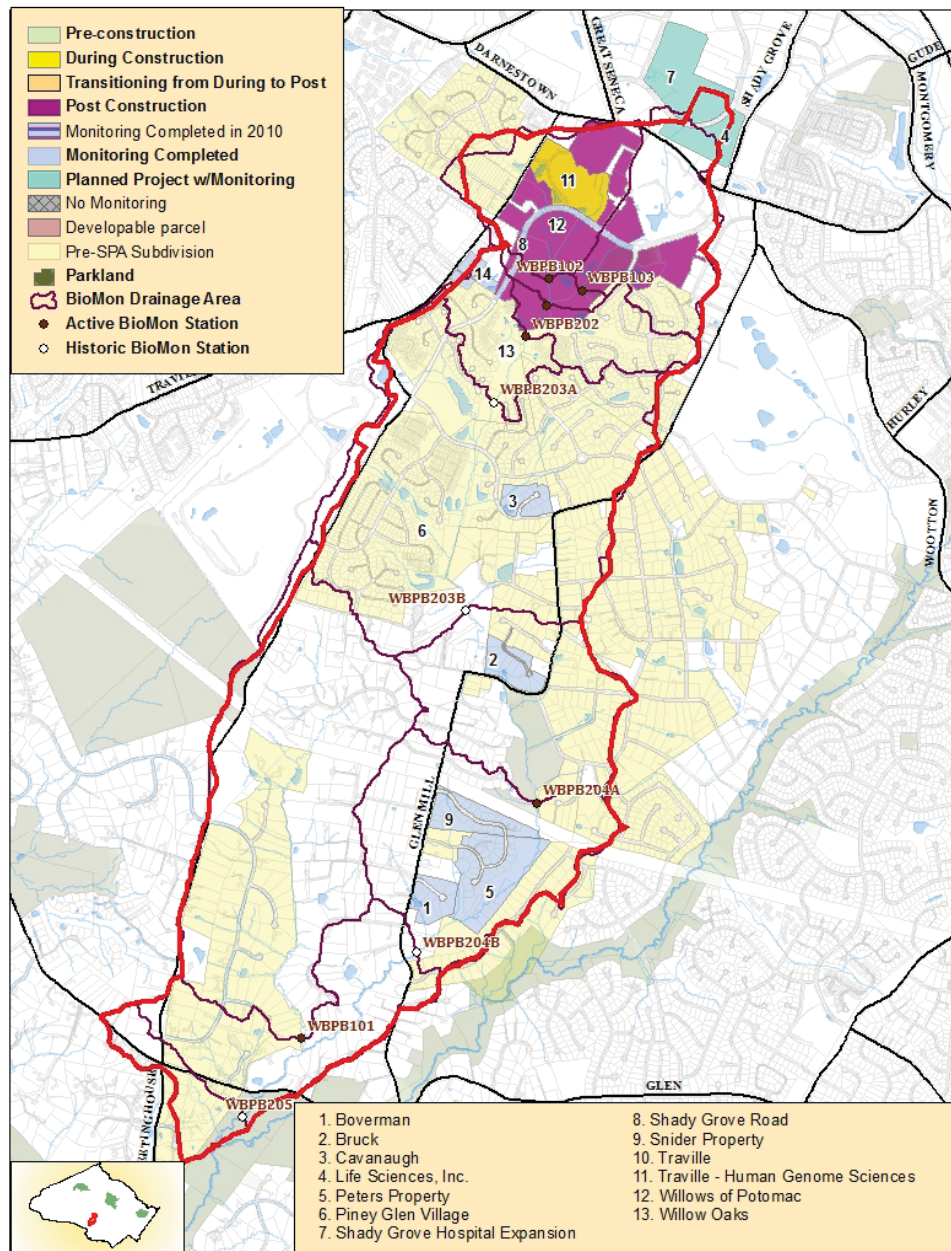 Pre-construction
During Construction
Transitioning from During to Post
Post Construction
Monitoring Completed in 2010
Monitoring Completed
Planned Project w/Monitoring
No Monitoring
Developable parcel
Pre-SPA Subdivision
Parkland
BioMon Drainage Area
Active BioMon Station
Historic BioMon Station
DARNESTOWN
GREAT SENECA
SHADY GROVE
GUDE
MONTGOMERY
7
4
11
12
8
WBPB102
WBPB103
14
WBPB202
13
WBPB203A
HURLEY
WOOTTON
3
6
WBPB203B
2
GLEN MILL
WBPB204A
9
5
1
WBPB204B
WBPB101
GLEN
WBPB205
ETINGHOUSE
1. Boverman
2. Bruck
3. Cavanaugh
4. Life Sciences, Inc.
5. Peters Property
6. Piney Glen Village
7. Shady Grove Hospital Expansion
8. Shady Grove Road
9. Snider Property
10. Traville
11. Traville - Human Genome Sciences
12. Willows of Potomac
13. Willow Oaks